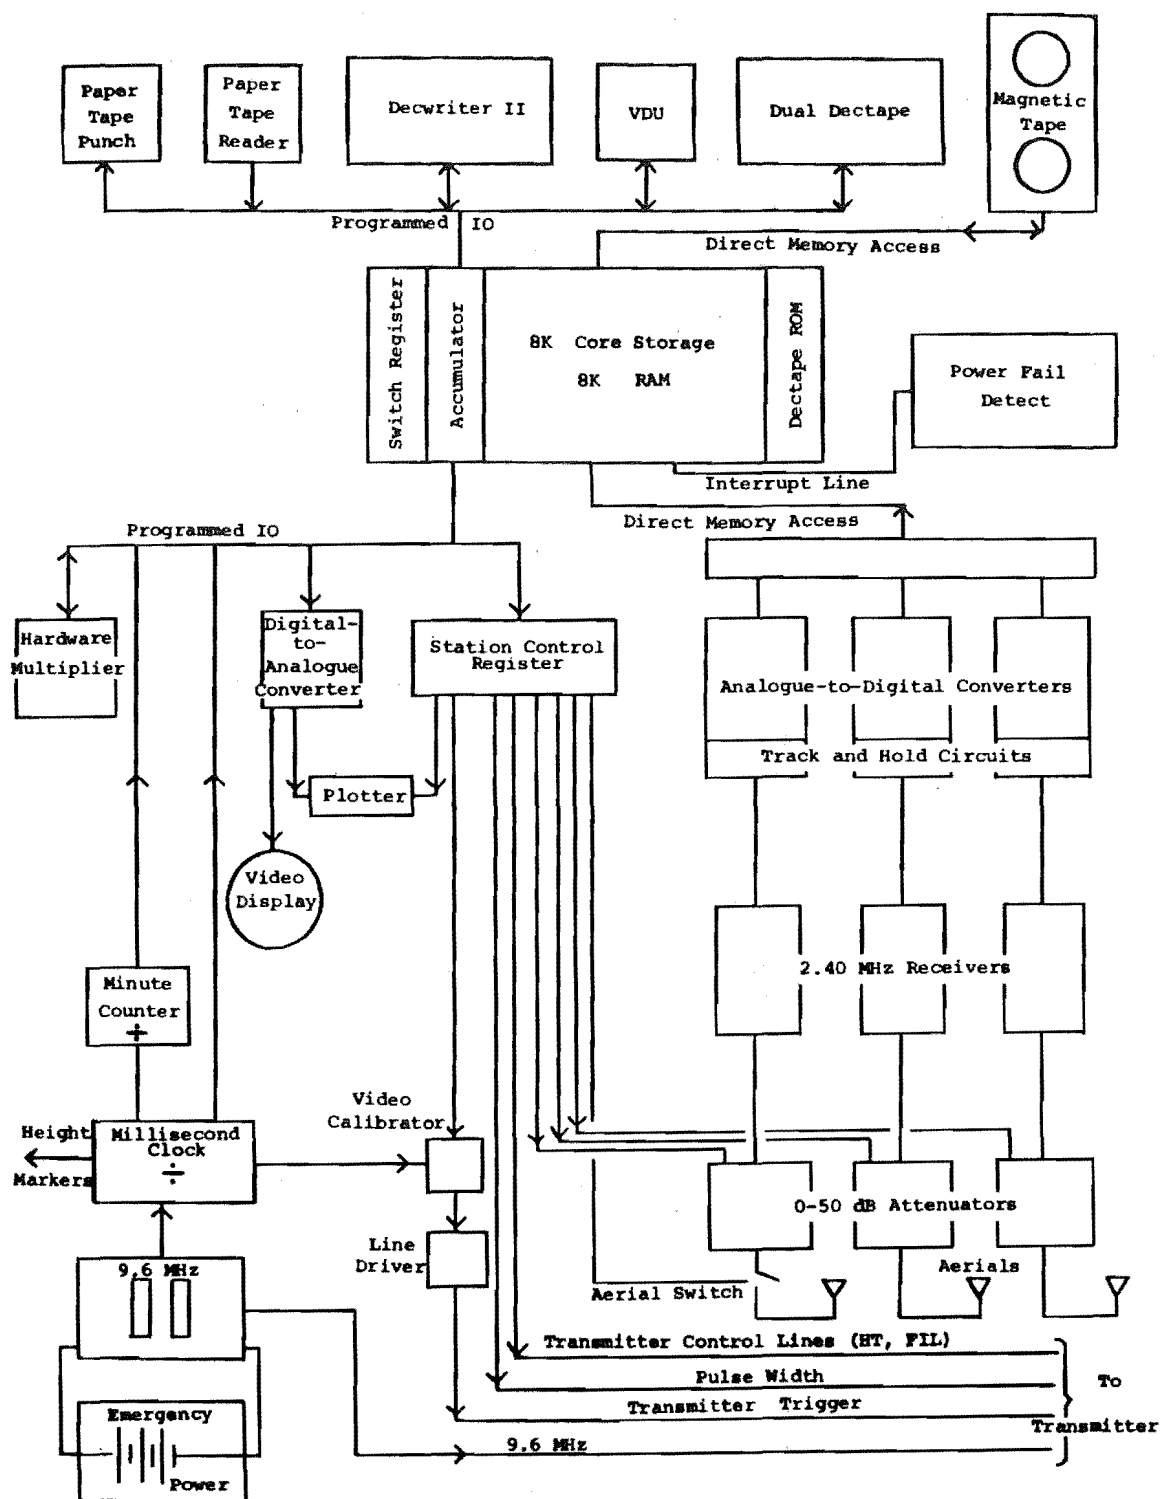 Paper
Tape
Punch
Paper
Tape
Reader
Decwriter II
VDU
Dual Dectape
Magnetic
Tape
Programmed IO
Direct Memory Access
Switch Register
Accumulator
8K Core Storage
8K RAM
Dectape ROM
Power Fail
Detect
Interrupt Line
Direct Memory Access
Programmed IO
Hardware
Multiplier
Digital-
to-
Analogue
Converter
Station Control
Register
Analogue-to-Digital Converters
Track and Hold Circuits
Plotter
Video
Display
2.40 MHz Receivers
Minute
Counter
÷
Video
Calibrator
Height
Markers
Millisecond
Clock
÷
0-50 dB Attenuators
Line
Driver
9.6 MHz
Aerials
Aerial Switch
Transmitter Control Lines (HT, FIL)
Pulse Width
Transmitter Trigger
9.6 MHz
To
Transmitter
Emergency
Power